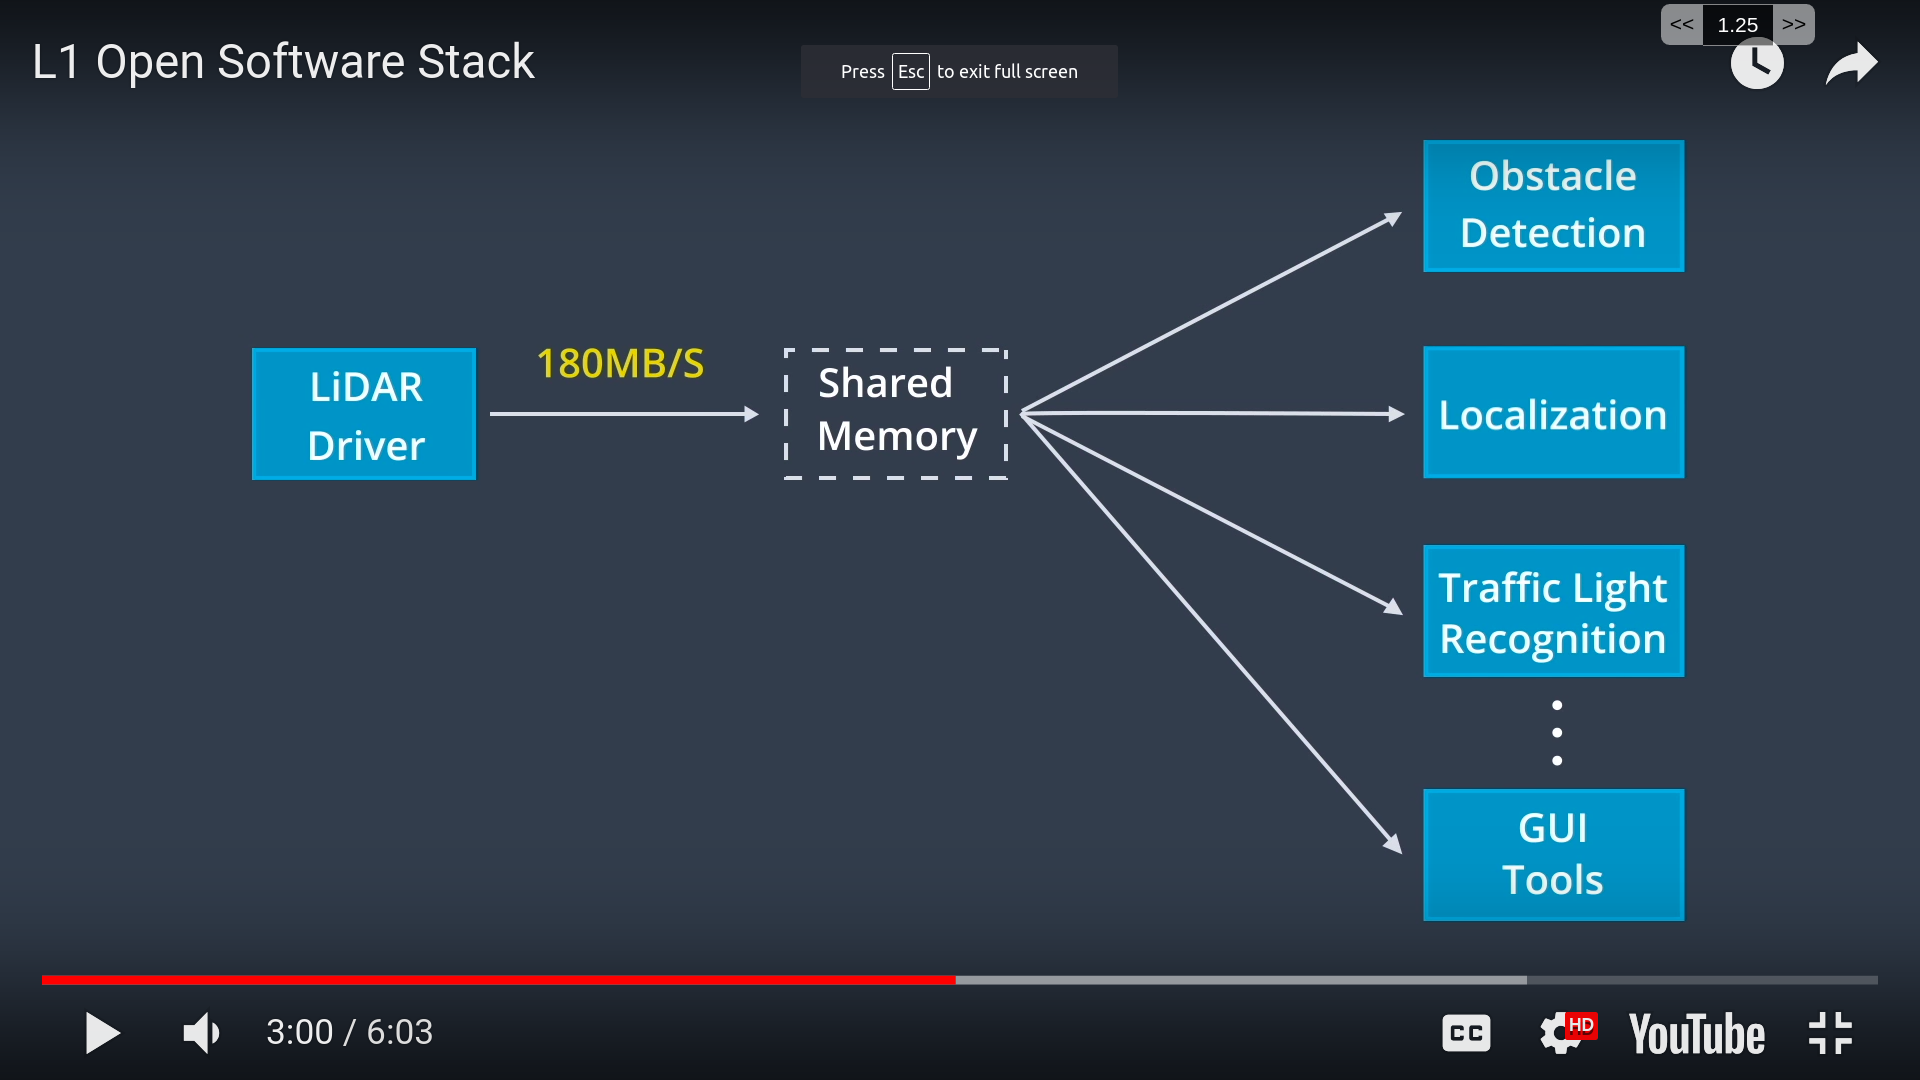 L1 Open Software Stack
Press Esc to exit full screen
<< 1.25 >>
Obstacle
Detection
180MB/S
LiDAR
Driver
Shared
Memory
Localization
Traffic Light
Recognition
GUI
Tools
3:00 / 6:03
CC
HD
YouTube